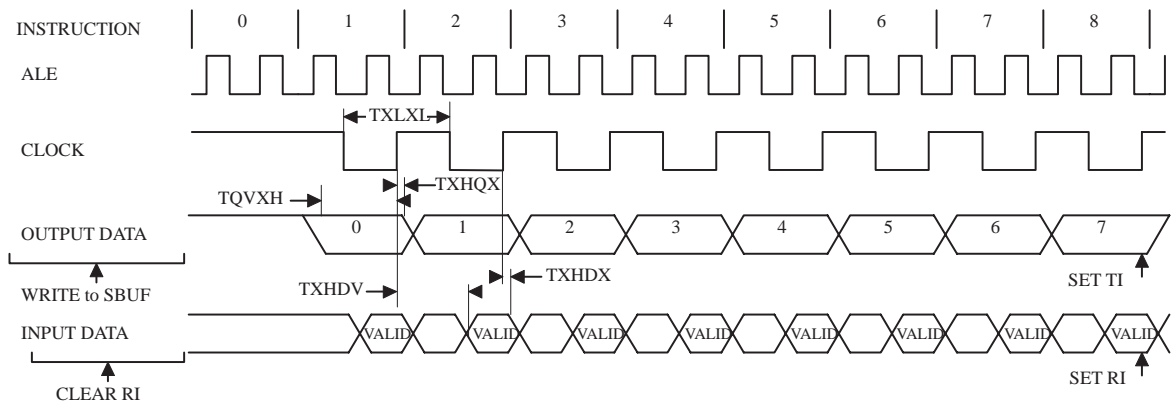 INSTRUCTION 0 1 2 3 4 5 6 7 8
ALE
TXLXL
CLOCK
TXHQX
TQVXH
OUTPUT DATA 0 1 2 3 4 5 6 7
TXHDX
SET TI
WRITE to SBUF
TXHDV
INPUT DATA VALID VALID VALID VALID VALID VALID VALID VALID
SET RI
CLEAR RI